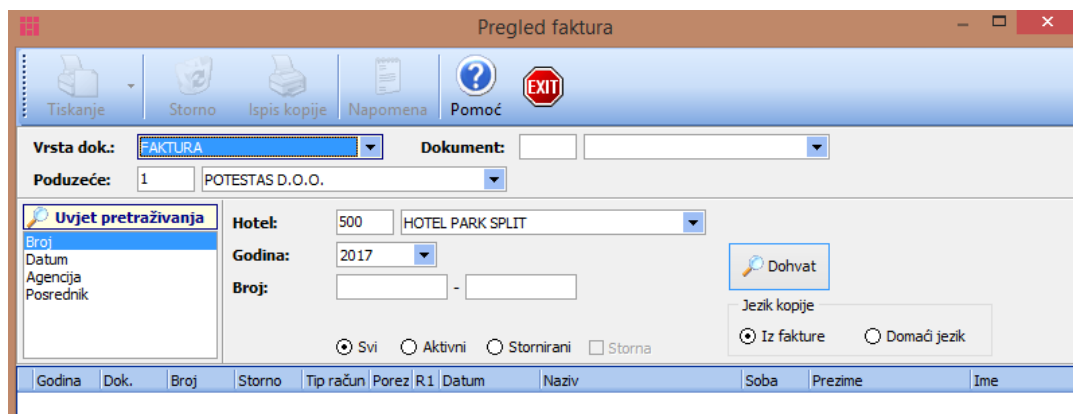 Pregled faktura
Tiskanje Storno Ispis kopije Napomena Pomoć EXIT
Vrsta dok.: FAKTURA Dokument:
Poduzeće: 1 POTESTAS D.O.O.
Uvjet pretraživanja
Broj
Datum
Agencija
Posrednik
Hotel: 500 HOTEL PARK SPLIT
Godina: 2017
Broj: -
Svi Aktivni Stornirani Storna
Dohvat
Jezik kopije
Iz fakture Domaći jezik
Godina Dok. Broj Storno Tip račun Porez R1 Datum Naziv Soba Prezime Ime